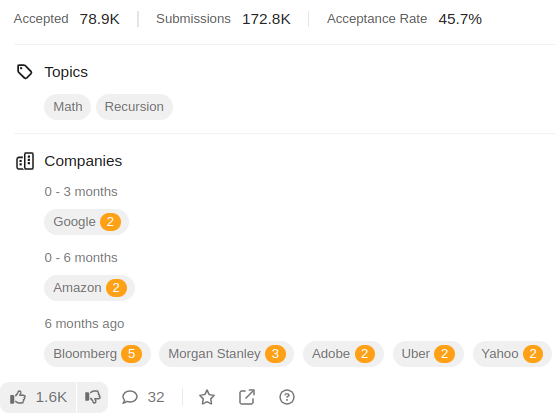 Accepted 78.9K Submissions 172.8K Acceptance Rate 45.7%
Topics
Math Recursion
Companies
0 - 3 months
Google 2
0 - 6 months
Amazon 2
6 months ago
Bloomberg 5 Morgan Stanley 3 Adobe 2 Uber 2 Yahoo 2
1.6K 32